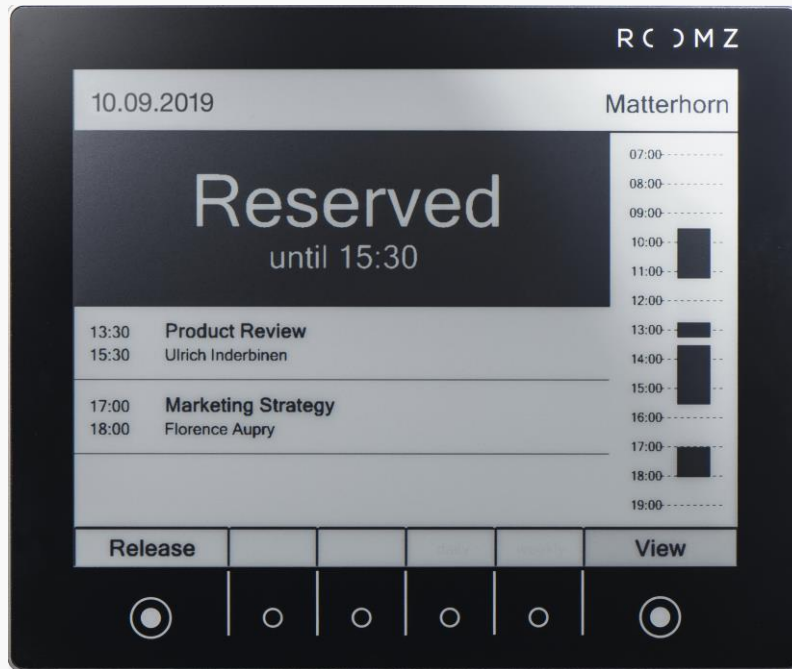 ROOMZ
10.09.2019 Matterhorn
Reserved
until 15:30
13:30 Product Review
15:30 Ulrich Inderbinen
17:00 Marketing Strategy
18:00 Florence Aupry
07:00
08:00
09:00
10:00
11:00
12:00
13:00
14:00
15:00
16:00
17:00
18:00
19:00
Release View